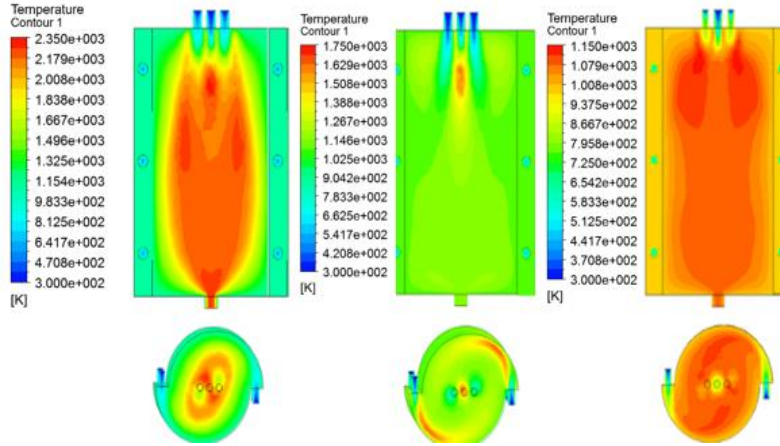 Temperature
Contour 1
2.350e+003
2.179e+003
2.008e+003
1.838e+003
1.667e+003
1.496e+003
1.325e+003
1.154e+003
9.833e+002
8.125e+002
6.417e+002
4.708e+002
3.000e+002
[K]
Temperature
Contour 1
1.750e+003
1.629e+003
1.508e+003
1.388e+003
1.267e+003
1.146e+003
1.025e+003
9.042e+002
7.833e+002
6.625e+002
5.417e+002
4.208e+002
3.000e+002
[K]
Temperature
Contour 1
1.150e+003
1.079e+003
1.008e+003
9.375e+002
8.667e+002
7.958e+002
7.250e+002
6.542e+002
5.833e+002
5.125e+002
4.417e+002
3.708e+002
3.000e+002
[K]